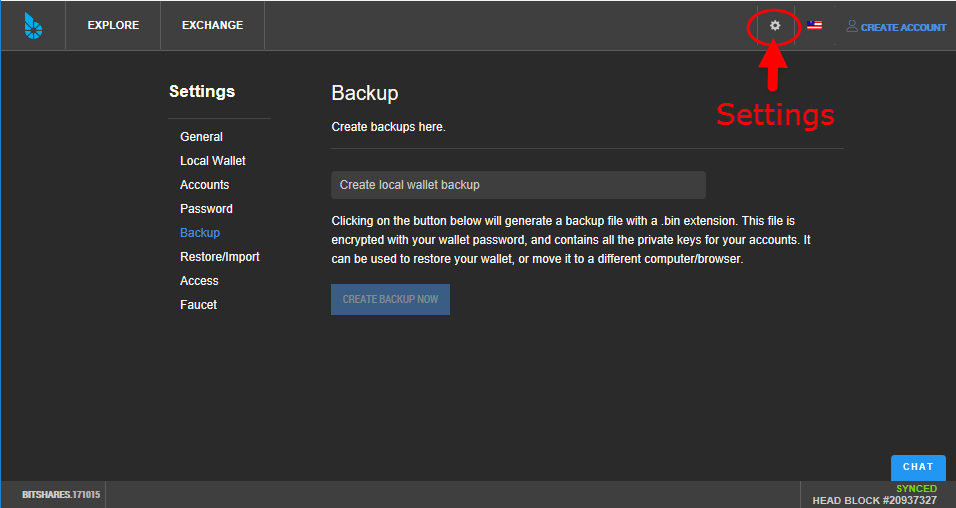 EXPLORE
EXCHANGE
CREATE ACCOUNT
Settings
Settings
General
Local Wallet
Accounts
Password
Backup
Restore/Import
Access
Faucet
Backup
Create backups here.
Create local wallet backup
Clicking on the button below will generate a backup file with a .bin extension. This file is
encrypted with your wallet password, and contains all the private keys for your accounts. It
can be used to restore your wallet, or move it to a different computer/browser.
CREATE BACKUP NOW
CHAT
BITSHARES.171015
SYNCED
HEAD BLOCK #20937327